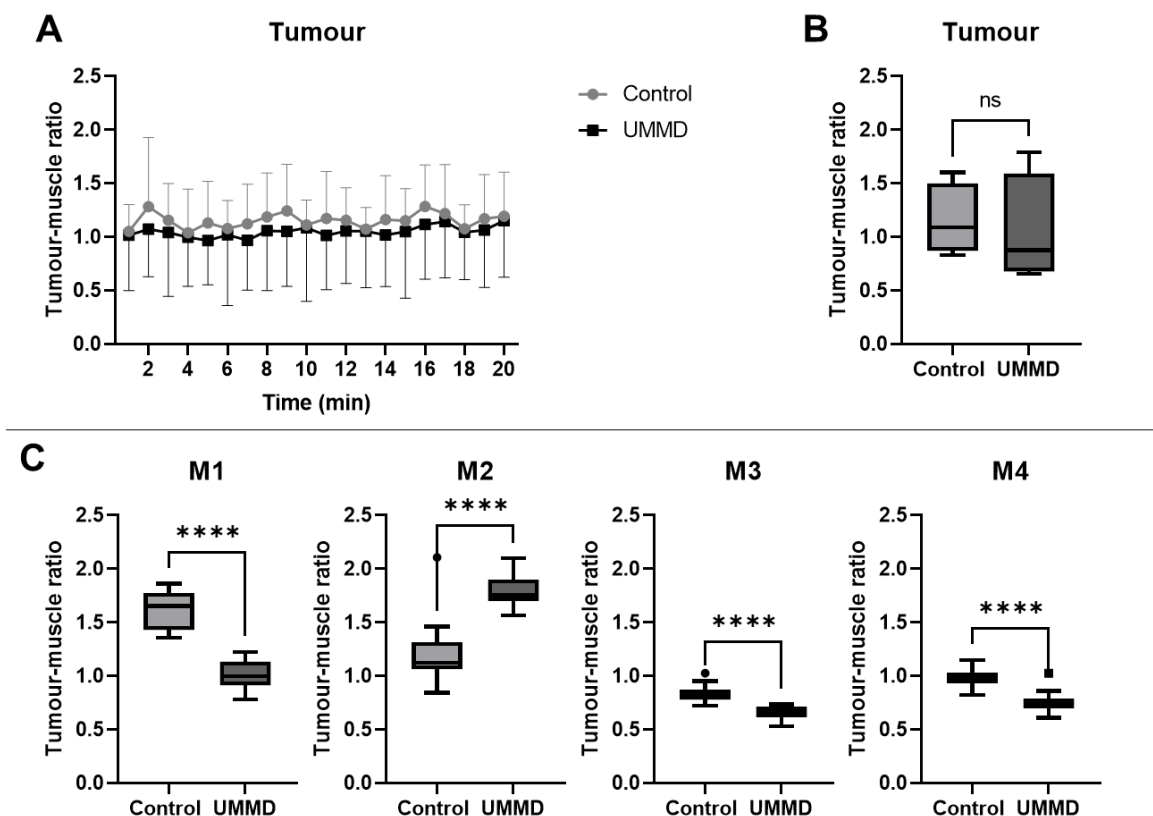 A
Tumour
Tumour-muscle ratio
2.5
2.0
1.5
1.0
0.5
0.0
2 4 6 8 10 12 14 16 18 20
Time (min)
Control
UMMD
B
Tumour
Tumour-muscle ratio
2.5
2.0
1.5
1.0
0.5
0.0
ns
Control UMMD
C
M1
Tumour-muscle ratio
2.5
2.0
1.5
1.0
0.5
0.0
****
Control UMMD
M2
Tumour-muscle ratio
2.5
2.0
1.5
1.0
0.5
0.0
****
Control UMMD
M3
Tumour-muscle ratio
2.5
2.0
1.5
1.0
0.5
0.0
****
Control UMMD
M4
Tumour-muscle ratio
2.5
2.0
1.5
1.0
0.5
0.0
****
Control UMMD